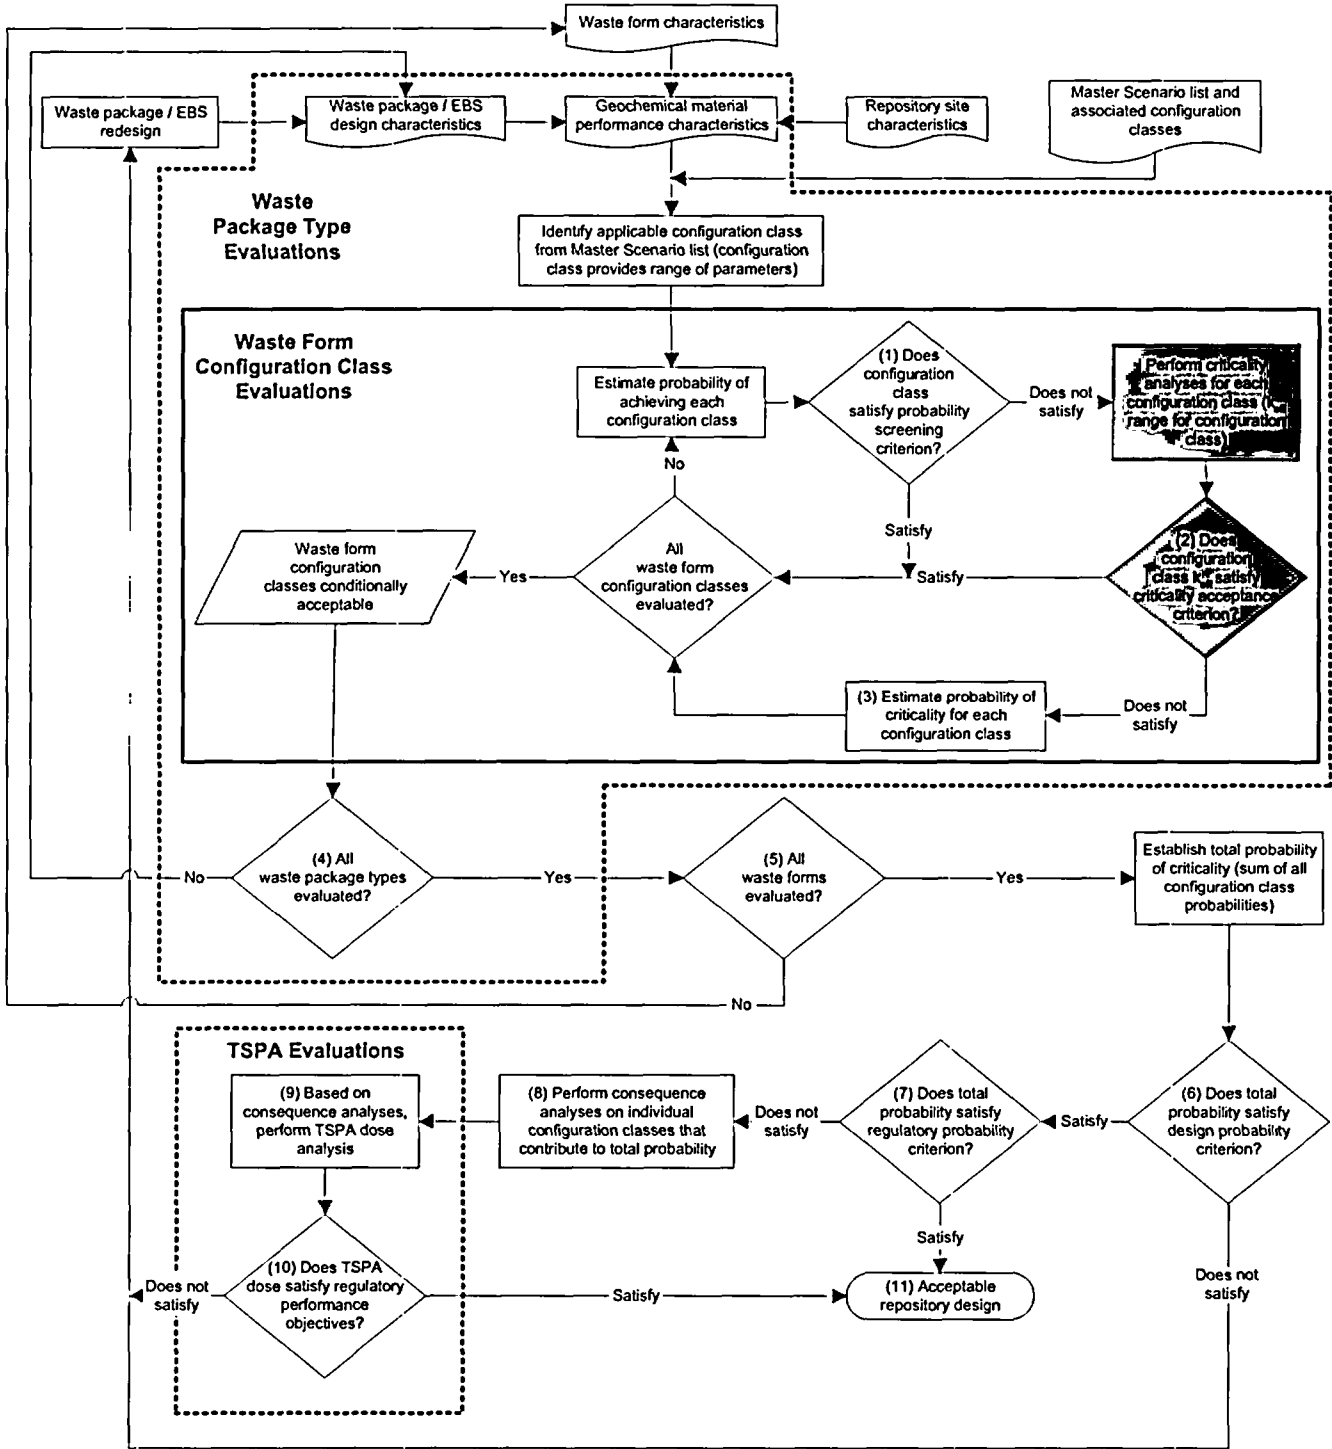 Waste form characteristics
Waste package / EBS
redesign
Waste package / EBS
design characteristics
Geochemical material
performance characteristics
Repository site
characteristics
Master Scenario list and
associated configuration
classes
Waste
Package Type
Evaluations
Identify applicable configuration class
from Master Scenario list (configuration
class provides range of parameters)
Waste Form
Configuration Class
Evaluations
Estimate probability of
achieving each
configuration class
(1) Does
configuration
class
satisfy probability
screening
criterion?
Does not
satisfy
Perform criticality
analyses for each
configuration class
range for configuration
class)
No
Satisfy
Waste form
configuration
classes conditionally
acceptable
Yes
All
waste form
configuration classes
evaluated?
Satisfy
(2) Does
configuration
class satisfy
criticality acceptance
criterion?
(3) Estimate probability of
criticality for each
configuration class
Does not
satisfy
No
(4) All
waste package types
evaluated?
Yes
(5) All
waste forms
evaluated?
Yes
Establish total probability
of criticality (sum of all
configuration class
probabilities)
No
TSPA Evaluations
(9) Based on
consequence analyses,
perform TSPA dose
analysis
(8) Perform consequence
analyses on individual
configuration classes that
contribute to total probability
Does not
satisfy
(7) Does total
probability satisfy
regulatory probability
criterion?
Satisfy
(6) Does total
probability satisfy
design probability
criterion?
Satisfy
Does not
satisfy
(10) Does TSPA
dose satisfy regulatory
performance
objectives?
Satisfy
(11) Acceptable
repository design
Does not
satisfy